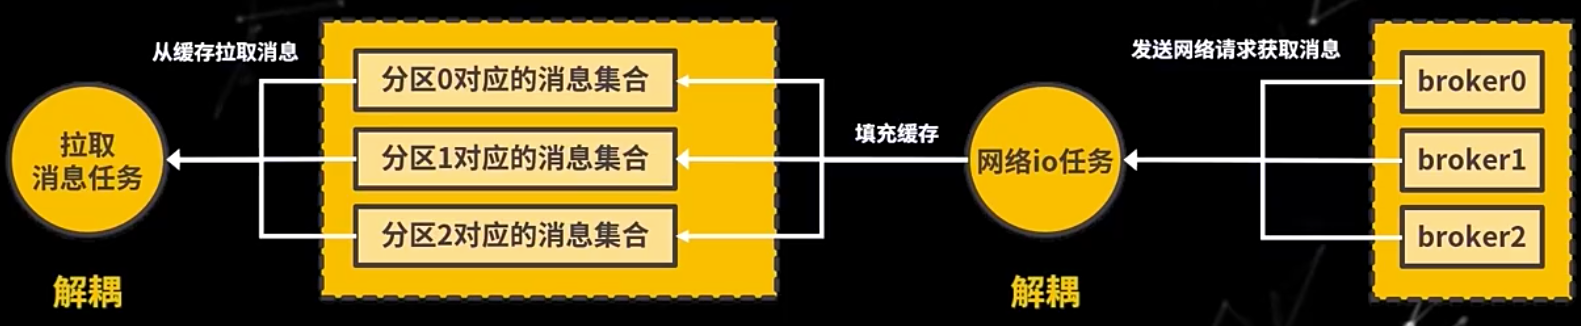 从缓存拉取消息
拉取
消息任务
解耦
分区0对应的消息集合
分区1对应的消息集合
分区2对应的消息集合
填充缓存
网络io任务
解耦
发送网络请求获取消息
broker0
broker1
broker2